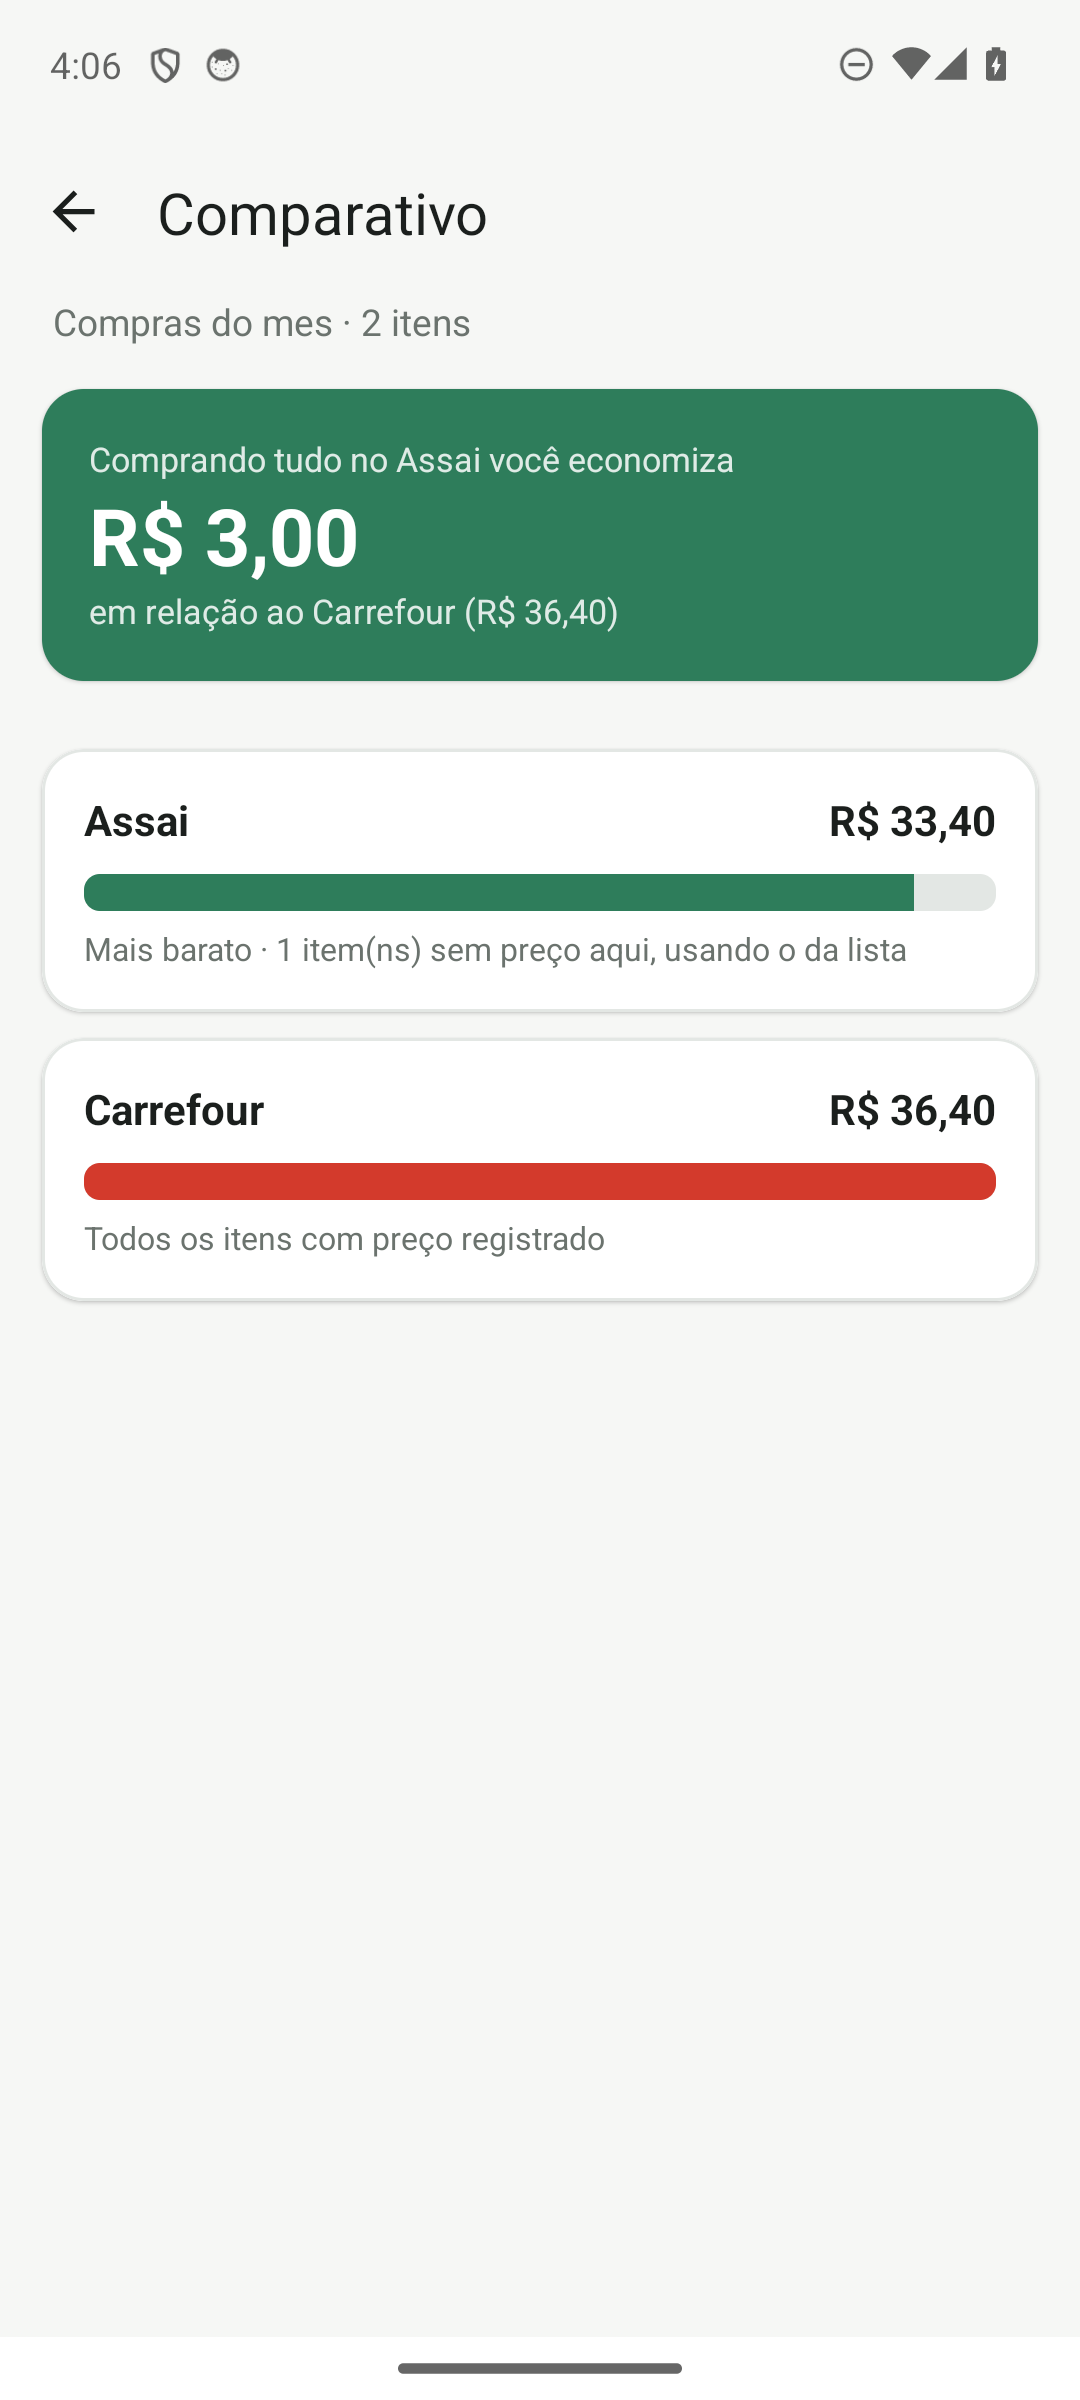 4:06
Comparativo
Compras do mes · 2 itens
Comprando tudo no Assai você economiza
R$ 3,00
em relação ao Carrefour (R$ 36,40)
Assai R$ 33,40
Mais barato · 1 item(ns) sem preço aqui, usando o da lista
Carrefour R$ 36,40
Todos os itens com preço registrado